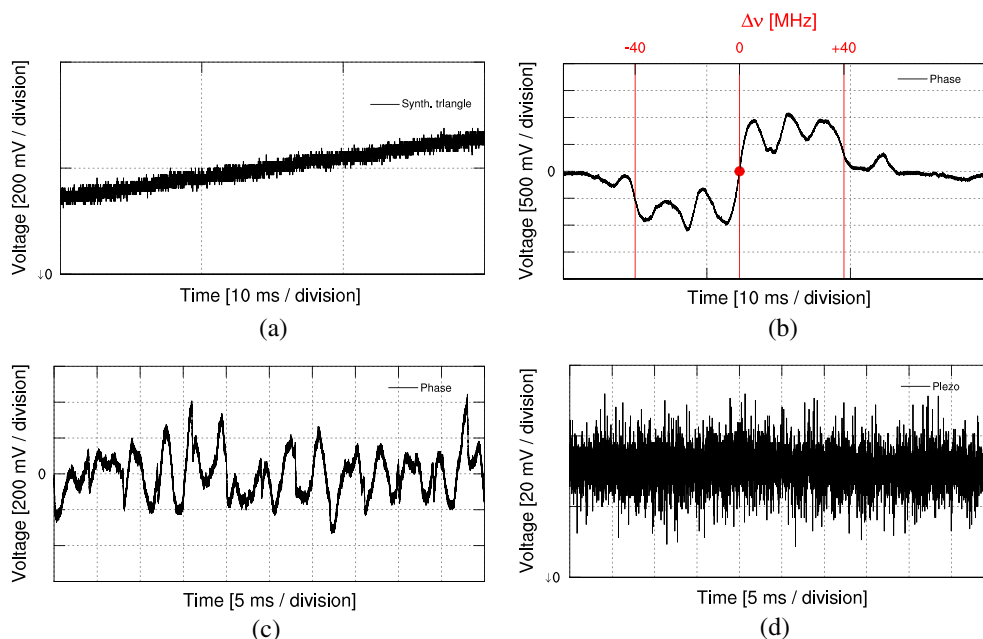 Voltage [200 mV / division]
Synth. trIangle
↓0
Time [10 ms / division]
(a)
Δν [MHz]
-40 0 +40
Voltage [500 mV / division]
Phase
0
Time [10 ms / division]
(b)
Voltage [200 mV / division]
Phase
0
Time [5 ms / division]
(c)
Voltage [20 mV / division]
PIezo
↓0
Time [5 ms / division]
(d)